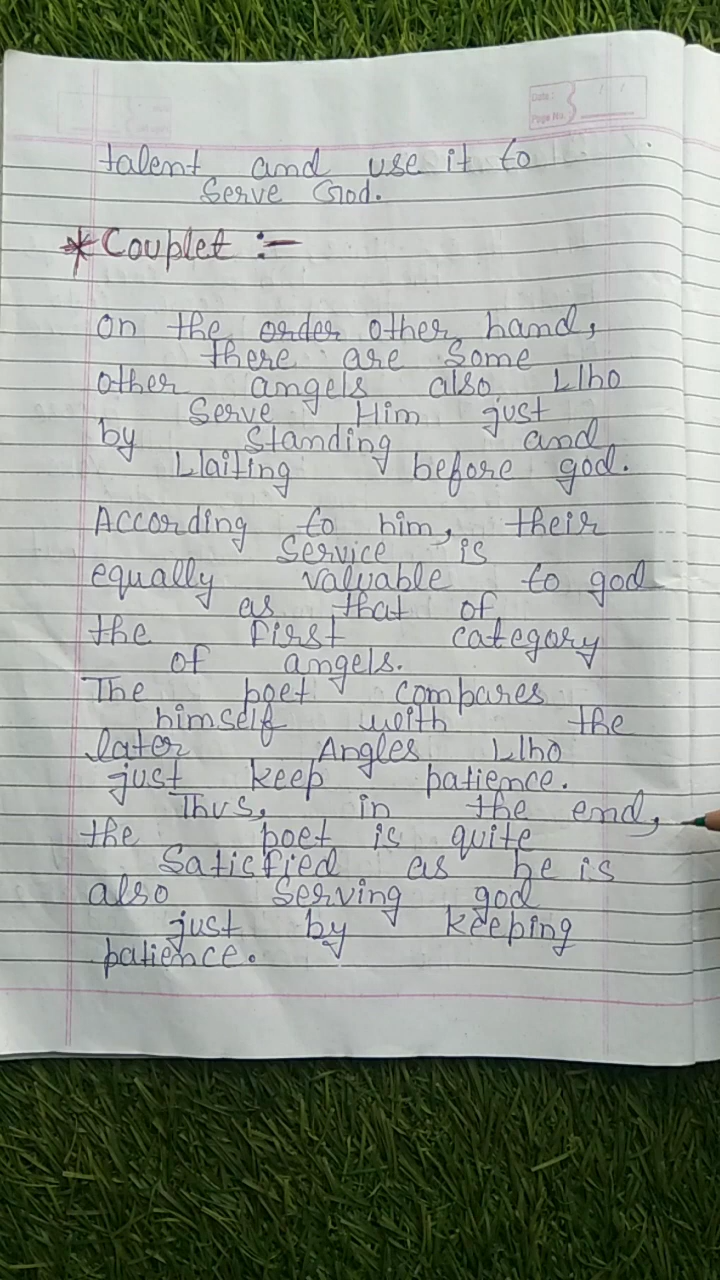 Date :
Page No.
talent and use it to
Serve God.
* Couplet :-
On the order other hand,
there are some
other angels also who
Serve Him just
by standing and
Waiting before god.
According to him, their
Service is
equally valuable to god
as that of
the first category
of angels.
The poet compares
himself with the
later Angles who
just keep patience.
Thus, in the end,
the poet is quite
Saticfied as he is
also serving god
just by keeping
patience.